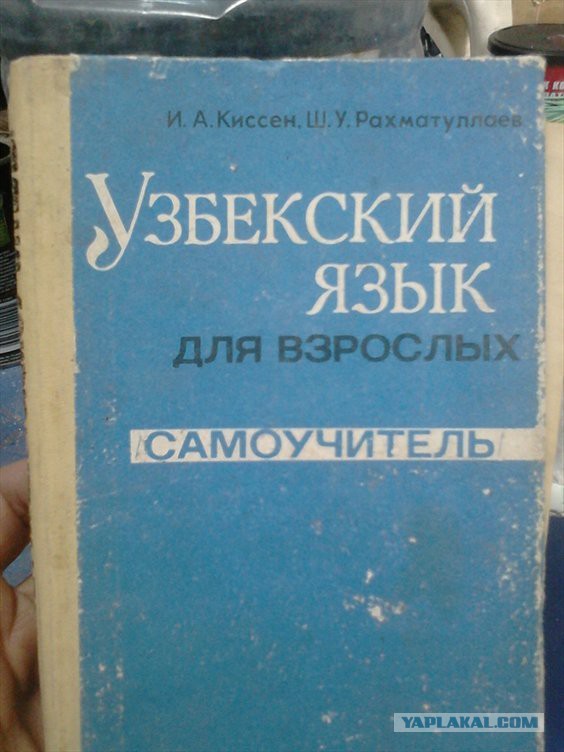 И. А. Киссен, Ш. У. Рахматуллаев
Узбекский
язык
для взрослых
САМОУЧИТЕЛЬ
YAPLAKAL.COM